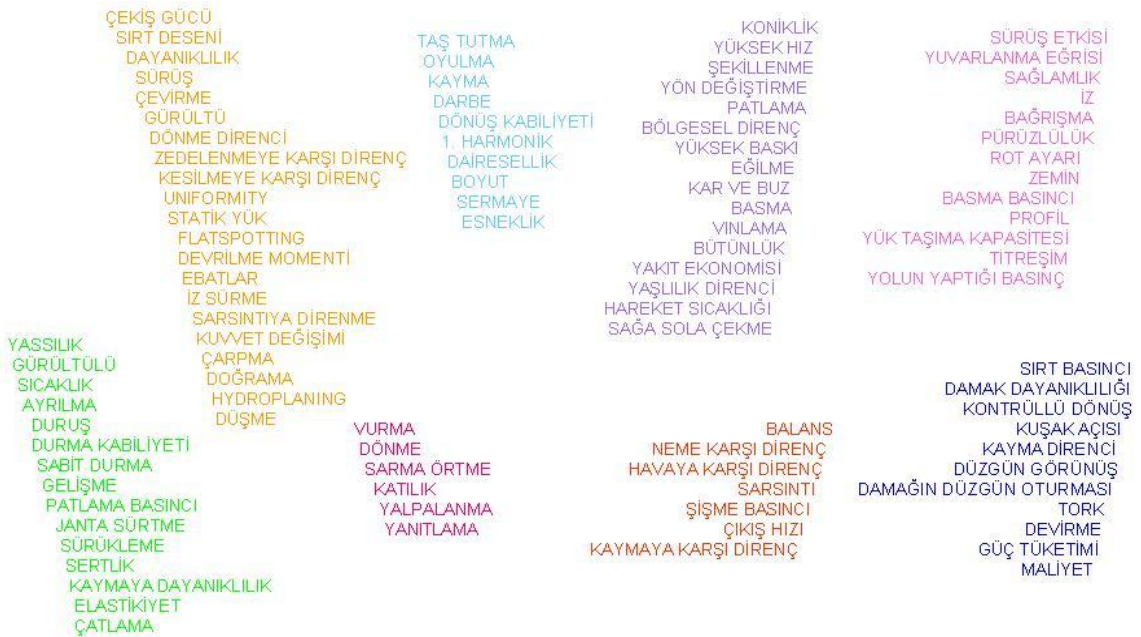 ÇEKİŞ GÜCÜ
SIRT DESENİ
DAYANIKLILIK
SÜRÜŞ
ÇEVİRME
GÜRÜLTÜ
DÖNME DİRENCİ
ZEDELENMEYE KARŞI DİRENÇ
KESİLMEYE KARŞI DİRENÇ
UNIFORMITY
STATİK YÜK
FLATSPOTTING
DEVRİLME MOMENTİ
EBATLAR
İZ SÜRME
SARSINTIYA DİRENME
KUVVET DEĞİŞİMİ
ÇARPMA
DOĞRAMA
HYDROPLANING
DÜŞME
TAŞ TUTMA
OYULMA
KAYMA
DARBE
DÖNÜŞ KABİLİYETİ
1. HARMONİK
DAİRESELLİK
BOYUT
SERMAYE
ESNEKLİK
KONİKLİK
YÜKSEK HIZ
ŞEKİLLENME
YÖN DEĞİŞTİRME
PATLAMA
BÖLGESEL DİRENÇ
YÜKSEK BASKI
EĞİLME
KAR VE BUZ
BASMA
VINLAMA
BÜTÜNLÜK
YAKIT EKONOMİSİ
YAŞLILIK DİRENCİ
HAREKET SICAKLIĞI
SAĞA SOLA ÇEKME
SÜRÜŞ ETKİSİ
YUVARLANMA EĞRİSİ
SAĞLAMLIK
İZ
BAĞRIŞMA
PÜRÜZLÜLÜK
ROT AYARI
ZEMİN
BASMA BASINCI
PROFİL
YÜK TAŞIMA KAPASİTESİ
TİTREŞİM
YOLUN YAPTIĞI BASINÇ
YASSILIK
GÜRÜLTÜLÜ
SICAKLIK
AYRILMA
DURUŞ
DURMA KABİLİYETİ
SABİT DURMA
GELİŞME
PATLAMA BASINCI
JANTA SÜRTME
SÜRÜKLEME
SERTLİK
KAYMAYA DAYANIKLILIK
ELASTİKİYET
ÇATLAMA
VURMA
DÖNME
SARMA ÖRTME
KATILIK
YALPALANMA
YANITLAMA
BALANS
NEME KARŞI DİRENÇ
HAVAYA KARŞI DİRENÇ
SARSINTI
ŞİŞME BASINCI
ÇIKIŞ HIZI
KAYMAYA KARŞI DİRENÇ
SIRT BASINCI
DAMAK DAYANIKLILIĞI
KONTRÜLLÜ DÖNÜŞ
KUŞAK AÇISI
KAYMA DİRENCİ
DÜZGÜN GÖRÜNÜŞ
DAMAĞIN DÜZGÜN OTURMASI
TORK
DEVİRME
GÜÇ TÜKETİMİ
MALİYET